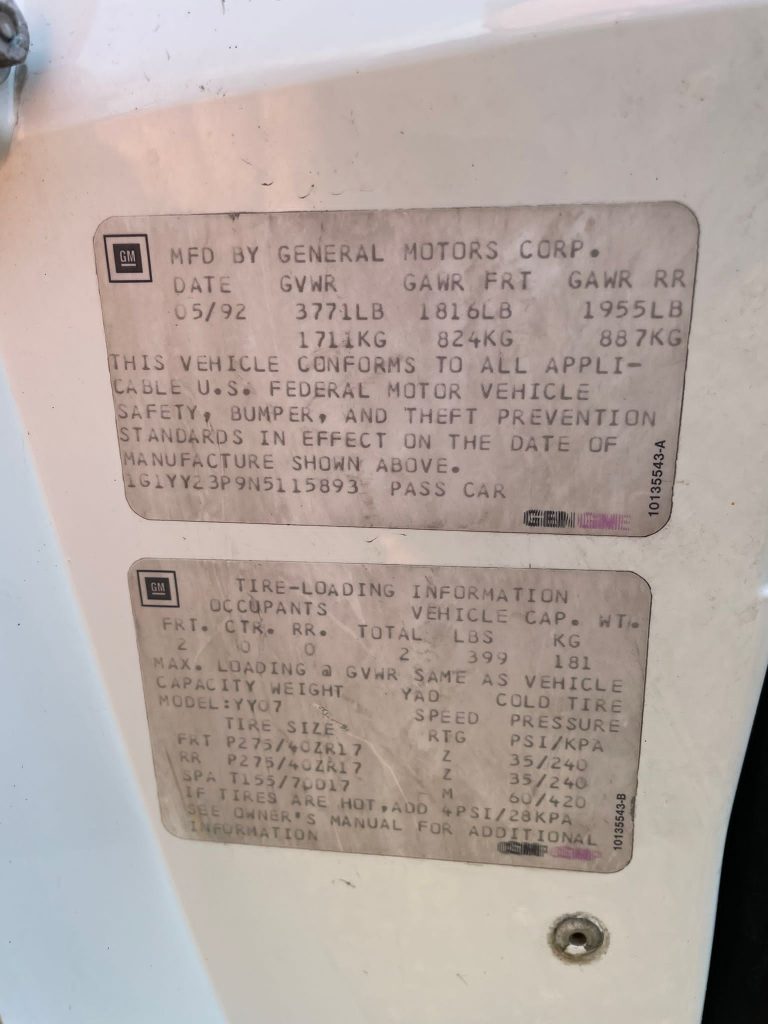 GM
MFD BY GENERAL MOTORS CORP.
DATE GVWR GAWR FRT GAWR RR
05/92 3771LB 1816LB 1955LB
1711KG 824KG 887KG
THIS VEHICLE CONFORMS TO ALL APPLI-
CABLE U.S. FEDERAL MOTOR VEHICLE
SAFETY, BUMPER, AND THEFT PREVENTION
STANDARDS IN EFFECT ON THE DATE OF
MANUFACTURE SHOWN ABOVE.
1G1YY23P9N5115893 PASS CAR
10135543-A
GM
TIRE-LOADING INFORMATION
OCCUPANTS VEHICLE CAP. WT.
FRT. CTR. RR. TOTAL LBS KG
2 0 0 2 399 181
MAX. LOADING @ GVWR SAME AS VEHICLE
CAPACITY WEIGHT YAD COLD TIRE
MODEL:YY07 SPEED PRESSURE
TIRE SIZE RTG PSI/KPA
FRT P275/40ZR17 Z 35/240
RR P275/40ZR17 Z 35/240
SPA T155/70D17 M 60/420
IF TIRES ARE HOT,ADD 4PSI/28KPA
SEE OWNER'S MANUAL FOR ADDITIONAL
INFORMATION
10135543-B